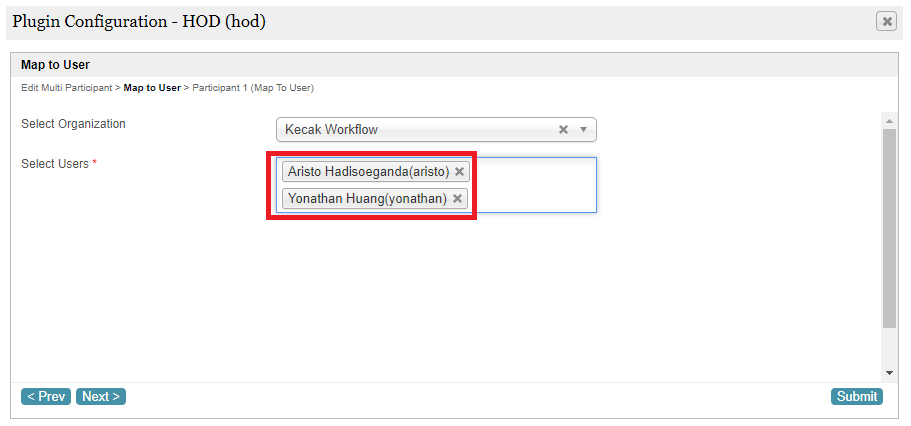 Plugin Configuration - HOD (hod)
Map to User
Edit Multi Participant > Map to User > Participant 1 (Map To User)
Select Organization
Kecak Workflow
Select Users *
Aristo Hadisoeganda(aristo)
Yonathan Huang(yonathan)
< Prev
Next >
Submit